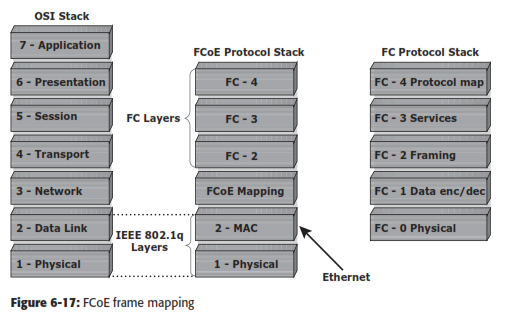 OSI Stack
7 - Application
6 - Presentation
5 - Session
4 - Transport
3 - Network
2 - Data Link
1 - Physical
FC Layers
IEEE 802.1q
Layers
FCoE Protocol Stack
FC - 4
FC - 3
FC - 2
FCoE Mapping
2 - MAC
1 - Physical
Ethernet
FC Protocol Stack
FC - 4 Protocol map
FC - 3 Services
FC - 2 Framing
FC - 1 Data enc/dec
FC - 0 Physical
Figure 6-17: FCoE frame mapping